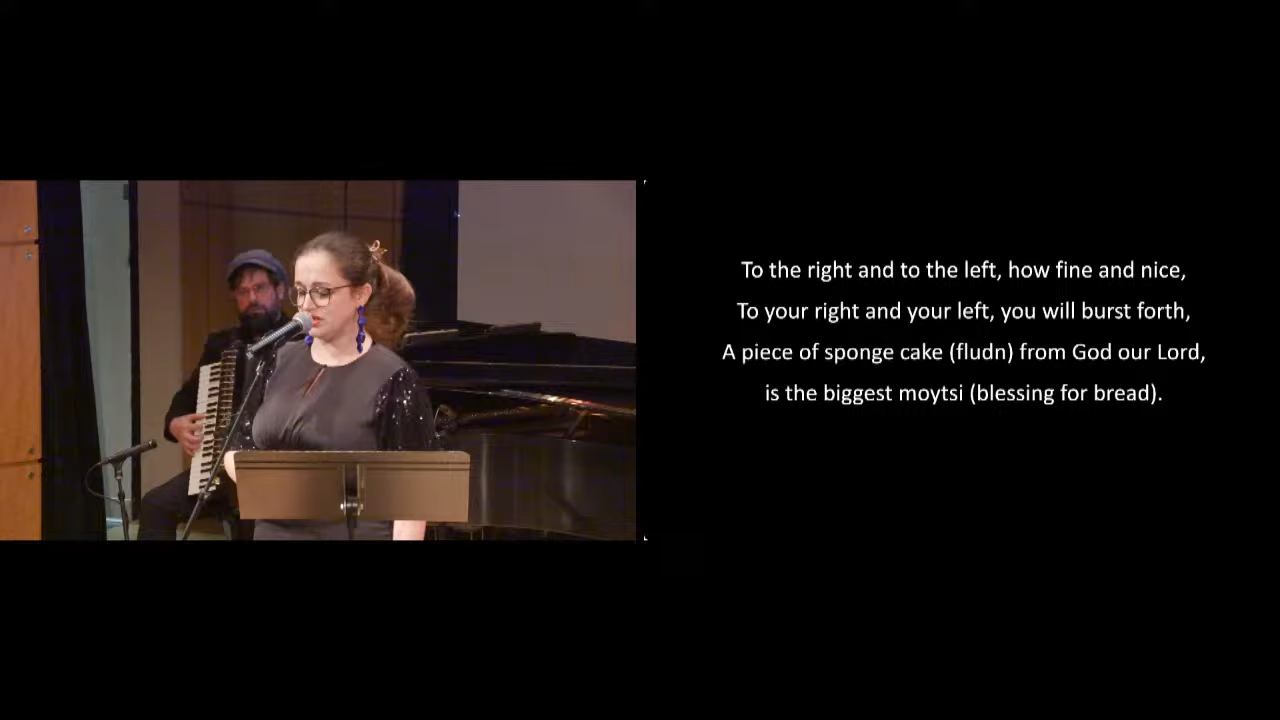 To the right and to the left, how fine and nice,
To your right and your left, you will burst forth,
A piece of sponge cake (fludn) from God our Lord,
is the biggest moytsi (blessing for bread).